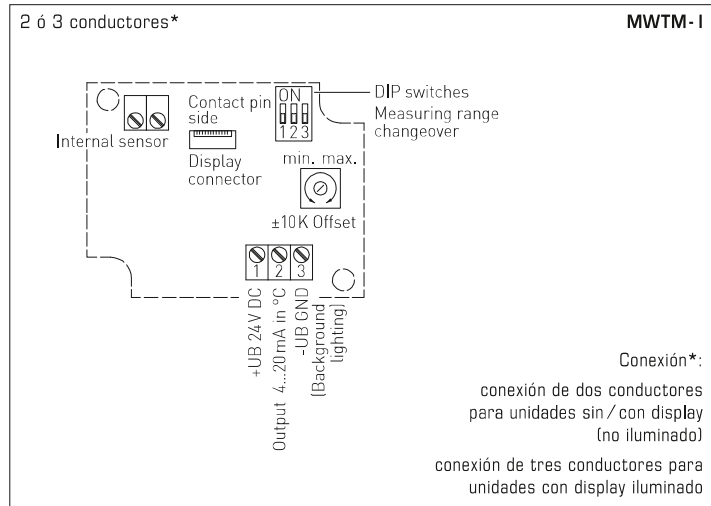 2 ó 3 conductores*
MWTM-I
ON
1 2 3
DIP switches
Measuring range
changeover
Contact pin
side
Internal sensor
Display
connector
min. max.
±10K Offset
1 2 3
+UB 24V DC
Output 4...20mA in °C
-UB GND
(Background
lighting)
Conexión*:
conexión de dos conductores
para unidades sin / con display
(no iluminado)
conexión de tres conductores para
unidades con display iluminado